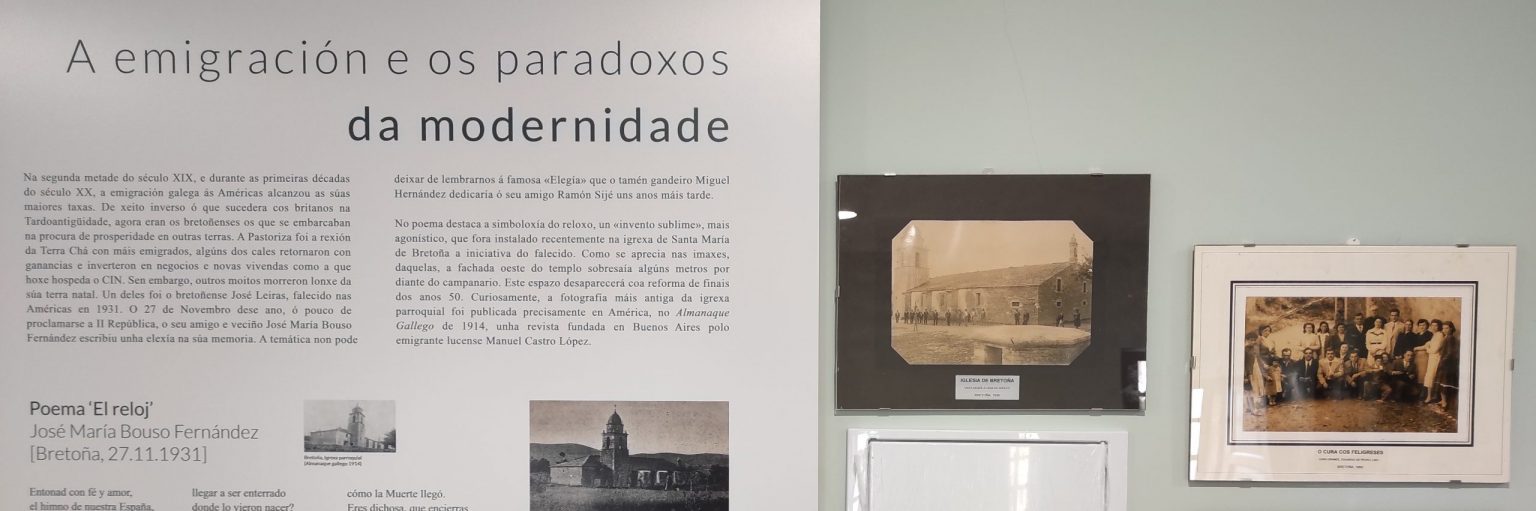 A emigración e os paradoxos
da modernidade
Na segunda metade do século XIX, e durante as primeiras décadas
do século XX, a emigración galega ás Américas alcanzou as súas
maiores taxas. De xeito inverso ó que sucedera cos britanos na
Tardoantigüidade, agora eran os bretoñenses os que se embarcaban
na procura de prosperidade en outras terras. A Pastoriza foi a rexión
da Terra Chá con máis emigrados, algúns dos cales retornaron con
ganancias e inverteron en negocios e novas vivendas como a que
hoxe hospeda o CIN. Sen embargo, outros moitos morreron lonxe da
súa terra natal. Un deles foi o bretoñense José Leiras, falecido nas
Américas en 1931. O 27 de Novembro dese ano, ó pouco de
proclamarse a II República, o seu amigo e veciño José María Bouso
Fernández escribiu unha elexía na súa memoria. A temática non pode
deixar de lembrarnos á famosa «Elegía» que o tamén gandeiro Miguel
Hernández dedicaría ó seu amigo Ramón Sijé uns anos máis tarde.
No poema destaca a simboloxía do reloxo, un «invento sublime», mais
agonístico, que fora instalado recentemente na igrexa de Santa María
de Bretoña a iniciativa do falecido. Como se aprecia nas imaxes,
daquelas, a fachada oeste do templo sobresaía algúns metros por
diante do campanario. Este espazo desaparecerá coa reforma de finais
dos anos 50. Curiosamente, a fotografía máis antiga da igrexa
parroquial foi publicada precisamente en América, no Almanaque
Gallego de 1914, unha revista fundada en Buenos Aires polo
emigrante lucense Manuel Castro López.
Poema ‘El reloj’
José María Bouso Fernández
[Bretoña, 27.11.1931]
Bretoña, igrexa parroquial
[Almanaque gallego 1914]
Entonad con fé y amor,
el himno de nuestra España,
llegar a ser enterrado
donde lo vieron nacer?
cómo la Muerte llegó.
Eres dichosa, que encierras
IGLESIA DE BRETOÑA
O CURA COS FELIGRESES